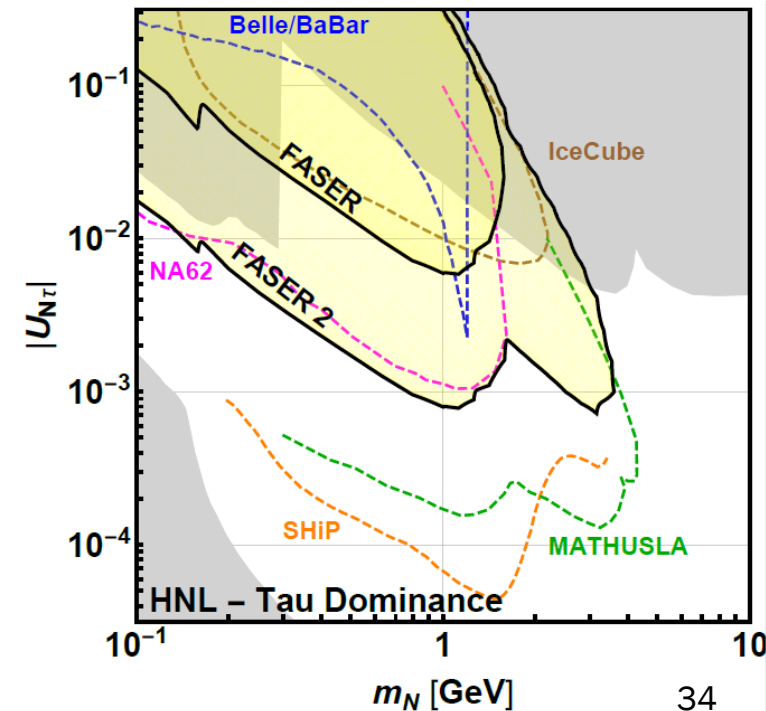 Belle/BaBar
10⁻¹
IceCube
FASER
10⁻²
NA62
FASER 2
|U_Nτ|
10⁻³
SHiP
MATHUSLA
10⁻⁴
HNL – Tau Dominance
10⁻¹ 1 10
m_N [GeV]
34